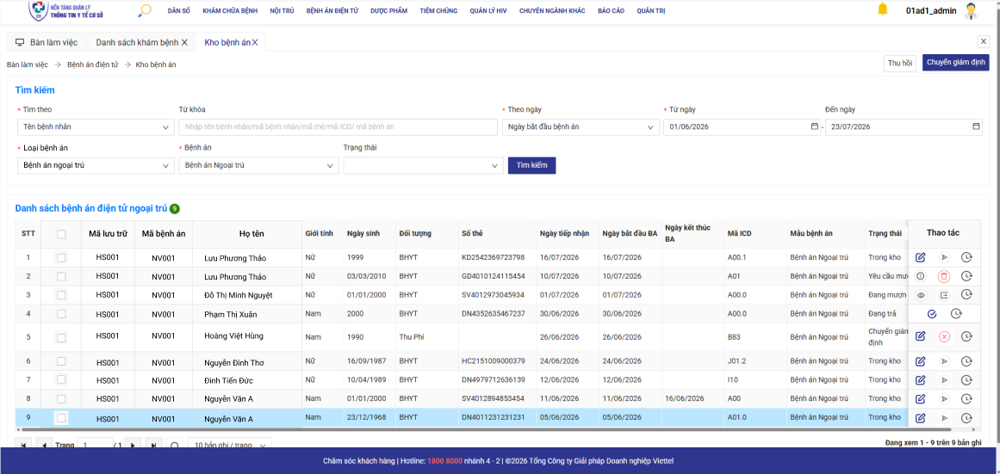 NỀN TẢNG QUẢN LÝ
THÔNG TIN Y TẾ CƠ SỞ
DÂN SỐ KHÁM CHỮA BỆNH NỘI TRÚ BỆNH ÁN ĐIỆN TỬ DƯỢC PHẨM TIÊM CHỦNG QUẢN LÝ HIV CHUYÊN NGÀNH KHÁC BÁO CÁO QUẢN TRỊ 01ad1_admin
Bàn làm việc Danh sách khám bệnh X Kho bệnh án X X
Bàn làm việc → Bệnh án điện tử → Kho bệnh án Thu hồi Chuyển giám định
Tìm kiếm
* Tìm theo Từ khóa * Theo ngày * Từ ngày Đến ngày
Tên bệnh nhân Nhập tên bệnh nhân/mã bệnh nhân/mã thẻ/mã ICD/ mã bệnh án Ngày bắt đầu bệnh án 01/06/2026 - 23/07/2026
* Loại bệnh án * Bệnh án Trạng thái
Bệnh án ngoại trú Bệnh án Ngoại trú Tìm kiếm
Danh sách bệnh án điện tử ngoại trú 9
STT Mã lưu trữ Mã bệnh án Họ tên Giới tính Ngày sinh Đối tượng Số thẻ Ngày tiếp nhận Ngày bắt đầu BA Ngày kết thúc BA Mã ICD Mẫu bệnh án Trạng thái Thao tác
1 HS001 NV001 Lưu Phương Thảo Nữ 1999 BHYT KD2542369723798 16/07/2026 16/07/2026 A00.1 Bệnh án Ngoại trú Trong kho
2 HS001 NV001 Lưu Phương Thảo Nữ 03/03/2010 BHYT GD4010124115454 10/07/2026 10/07/2026 A01 Bệnh án Ngoại trú Yêu cầu mư
3 HS001 NV001 Đỗ Thị Minh Nguyệt Nữ 01/01/2000 BHYT SV4012973045934 01/07/2026 01/07/2026 A00.0 Bệnh án Ngoại trú Đang mượn
4 HS001 NV001 Phạm Thị Xuân Nam 2000 BHYT DN4352635467237 30/06/2026 30/06/2026 A00.0 Bệnh án Ngoại trú Đang trả
5 HS001 NV001 Hoàng Việt Hùng Nam 1990 Thu Phí 26/06/2026 26/06/2026 B83 Bệnh án Ngoại trú Chuyển giám định
6 HS001 NV001 Nguyễn Đình Thơ Nữ 16/09/1987 BHYT HC2151009000379 24/06/2026 24/06/2026 J01.2 Bệnh án Ngoại trú Trong kho
7 HS001 NV001 Đinh Tiến Đức Nữ 10/04/1989 BHYT DN4979712636139 12/06/2026 12/06/2026 I10 Bệnh án Ngoại trú Trong kho
8 HS001 NV001 Nguyễn Văn A Nam 01/01/2000 BHYT SV4012894853454 11/06/2026 11/06/2026 16/06/2026 A00 Bệnh án Ngoại trú Trong kho
9 HS001 NV001 Nguyễn Văn A Nam 23/12/1968 BHYT DN4011231231231 05/06/2026 05/06/2026 A01.0 Bệnh án Ngoại trú Trong kho
Trang 1 / 1 10 bản ghi / trang Đang xem 1 - 9 trên 9 bản ghi
Chăm sóc khách hàng | Hotline: 1800 8000 nhánh 4 - 2 | ©2026 Tổng Công ty Giải pháp Doanh nghiệp Viettel